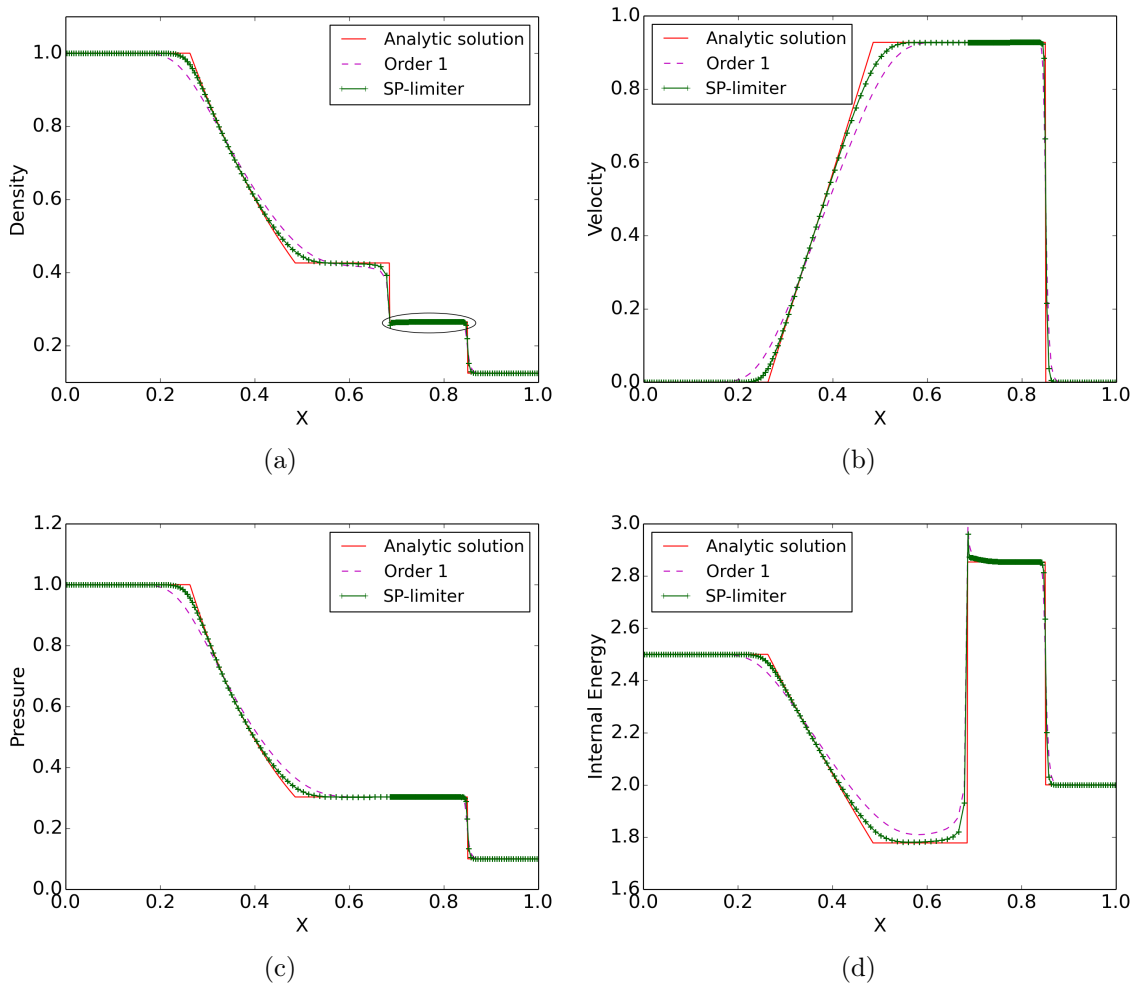 Density
1.0
0.8
0.6
0.4
0.2
0.0 0.2 0.4 0.6 0.8 1.0
X
Analytic solution
Order 1
SP-limiter
(a)
Velocity
1.0
0.8
0.6
0.4
0.2
0.0
0.0 0.2 0.4 0.6 0.8 1.0
X
Analytic solution
Order 1
SP-limiter
(b)
Pressure
1.2
1.0
0.8
0.6
0.4
0.2
0.0
0.0 0.2 0.4 0.6 0.8 1.0
X
Analytic solution
Order 1
SP-limiter
(c)
Internal Energy
3.0
2.8
2.6
2.4
2.2
2.0
1.8
1.6
0.0 0.2 0.4 0.6 0.8 1.0
X
Analytic solution
Order 1
SP-limiter
(d)